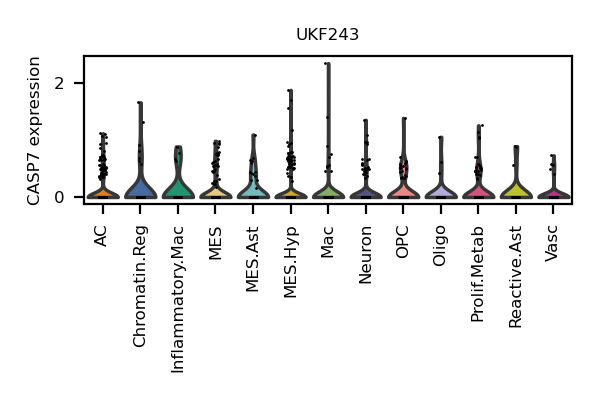 UKF243
CASP7 expression
2
0
AC
Chromatin.Reg
Inflammatory.Mac
MES
MES.Ast
MES.Hyp
Mac
Neuron
OPC
Oligo
Prolif.Metab
Reactive.Ast
Vasc